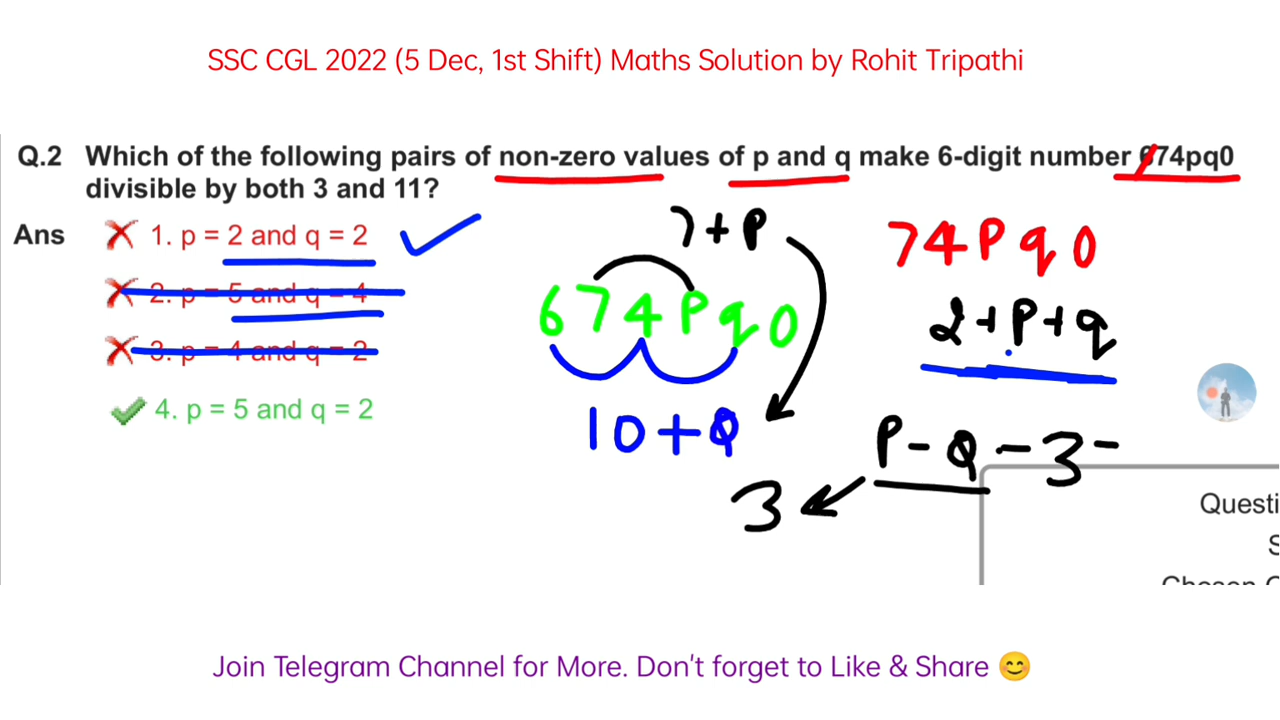 SSC CGL 2022 (5 Dec, 1st Shift) Maths Solution by Rohit Tripathi
Q.2 Which of the following pairs of non-zero values of p and q make 6-digit number 674pq0
divisible by both 3 and 11?
Ans 1. p = 2 and q = 2
2. p = 5 and q = 4
3. p = 4 and q = 2
4. p = 5 and q = 2
7+P
674Pq0
10+Q
74Pq0
2+P+q
P-Q-3-
3
Questi
S
Chosen O
Join Telegram Channel for More. Don't forget to Like & Share 😊